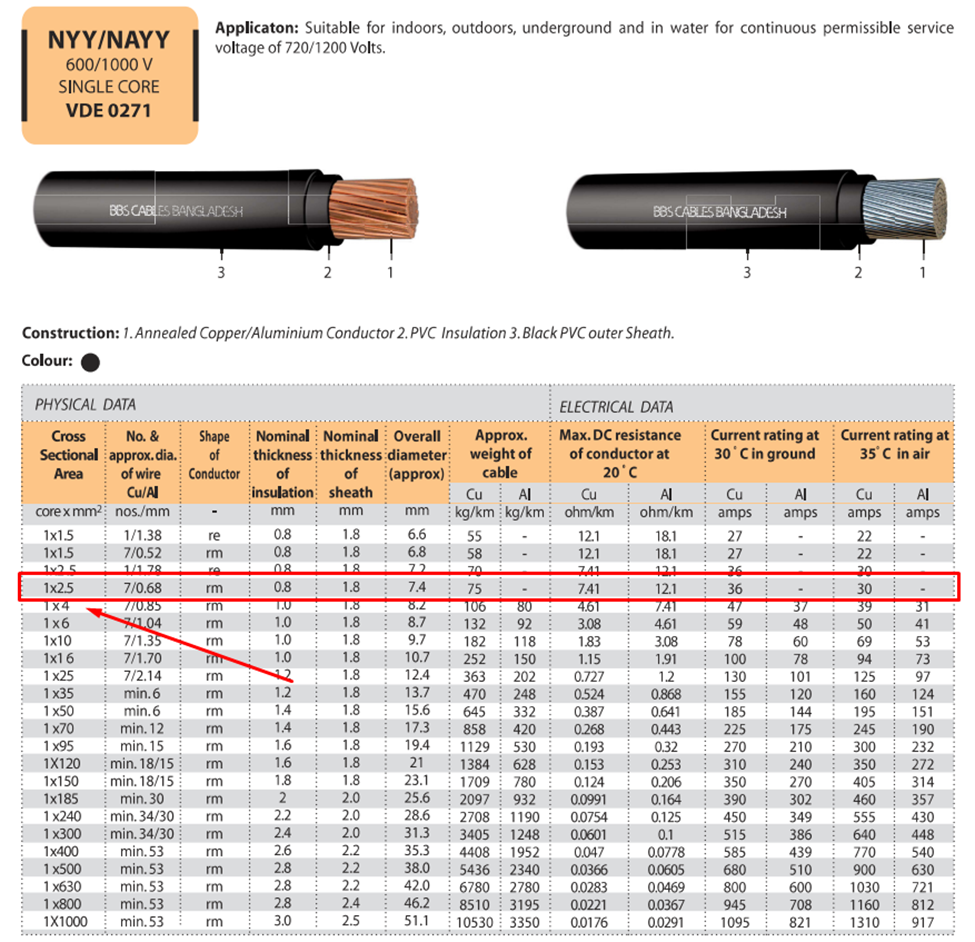 NYY/NAYY
600/1000 V
SINGLE CORE
VDE 0271
Applicaton: Suitable for indoors, outdoors, underground and in water for continuous permissible service
voltage of 720/1200 Volts.
BBS CABLES BANGLADESH
3 2 1
BBS CABLES BANGLADESH
3 2 1
Construction: 1. Annealed Copper/Aluminium Conductor 2. PVC Insulation 3. Black PVC outer Sheath.
Colour:
PHYSICAL DATA ELECTRICAL DATA
Cross No. & Shape Nominal Nominal Overall Approx. Max. DC resistance Current rating at Current rating at
Sectional approx. dia. of thickness thickness diameter weight of of conductor at 30˚C in ground 35˚C in air
Area of wire Conductor of of (approx) cable 20˚C
Cu/Al insulation sheath Cu Al Cu Al Cu Al Cu Al
core x mm² nos./mm - mm mm mm kg/km kg/km ohm/km ohm/km amps amps amps amps
1x1.5 1/1.38 re 0.8 1.8 6.6 55 - 12.1 18.1 27 - 22 -
1x1.5 7/0.52 rm 0.8 1.8 6.8 58 - 12.1 18.1 27 - 22 -
1x2.5 1/1.78 re 0.8 1.8 7.2 70 - 7.41 12.1 36 - 30 -
1x2.5 7/0.68 rm 0.8 1.8 7.4 75 - 7.41 12.1 36 - 30 -
1 x 4 7/0.85 rm 1.0 1.8 8.2 106 80 4.61 7.41 47 37 39 31
1 x 6 7/1.04 rm 1.0 1.8 8.7 132 92 3.08 4.61 59 48 50 41
1x10 7/1.35 rm 1.0 1.8 9.7 182 118 1.83 3.08 78 60 69 53
1x1 6 7/1.70 rm 1.0 1.8 10.7 252 150 1.15 1.91 100 78 94 73
1x25 7/2.14 rm 1.2 1.8 12.4 363 202 0.727 1.2 130 101 125 97
1x35 min. 6 rm 1.2 1.8 13.7 470 248 0.524 0.868 155 120 160 124
1 x50 min. 6 rm 1.4 1.8 15.6 645 332 0.387 0.641 185 144 195 151
1 x70 min. 12 rm 1.4 1.8 17.3 858 420 0.268 0.443 225 175 245 190
1 x95 min. 15 rm 1.6 1.8 19.4 1129 530 0.193 0.32 270 210 300 232
1X120 min. 18/15 rm 1.6 1.8 21 1384 628 0.153 0.253 310 240 350 272
1x150 min. 18/15 rm 1.8 1.8 23.1 1709 780 0.124 0.206 350 270 405 314
1x185 min. 30 rm 2 2.0 25.6 2097 932 0.0991 0.164 390 302 460 357
1x240 min. 34/30 rm 2.2 2.0 28.6 2708 1190 0.0754 0.125 450 349 555 430
1x300 min. 34/30 rm 2.4 2.0 31.3 3405 1248 0.0601 0.1 515 386 640 448
1x400 min. 53 rm 2.6 2.2 35.3 4408 1952 0.047 0.0778 585 439 770 540
1 x500 min. 53 rm 2.8 2.2 38.0 5436 2340 0.0366 0.0605 680 510 900 630
1 x630 min. 53 rm 2.8 2.2 42.0 6780 2780 0.0283 0.0469 800 600 1030 721
1 x800 min. 53 rm 2.8 2.4 46.2 8510 3195 0.0221 0.0367 945 708 1160 812
1X1000 min. 53 rm 3.0 2.5 51.1 10530 3350 0.0176 0.0291 1095 821 1310 917